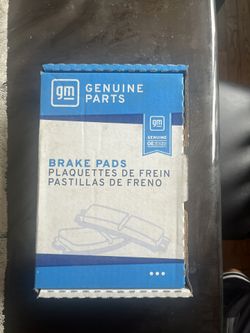 gm
GENUINE
PARTS
gm
GENUINE
BRAKE PADS
PLAQUETTES DE FREIN
PASTILLAS DE FRENO